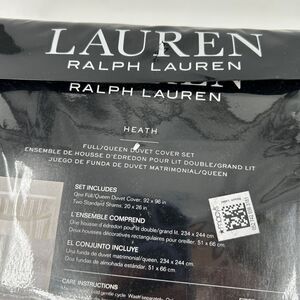 LAUREN
RALPH LAUREN
RALPH LAUREN
HEATH
FULL/QUEEN DUVET COVER SET
ENSEMBLE DE HOUSSE D'ÉDREDON POUR LIT DOUBLE/GRAND LIT
JUEGO DE FUNDA DE DUVET MATRIMONIAL/QUEEN
SET INCLUDES
One Full/Queen Duvet Cover. 92 x 96 in
Two Standard Shams. 20 x 26 in
L'ENSEMBLE COMPREND
Une housse d'édredon pour double/grand lit. 234 x 244 cm
Deux housses décoratives rectangulaires pour oreiller. 51 x 66 cm
EL CONJUNTO INCLUYE
Una funda de duvet matrimonial/queen. 234 x 244 cm
Dos fundas de almohada estándar. 51 x 66 cm
CARE INSTRUCTIONS
gentle cycle. Wash separately.